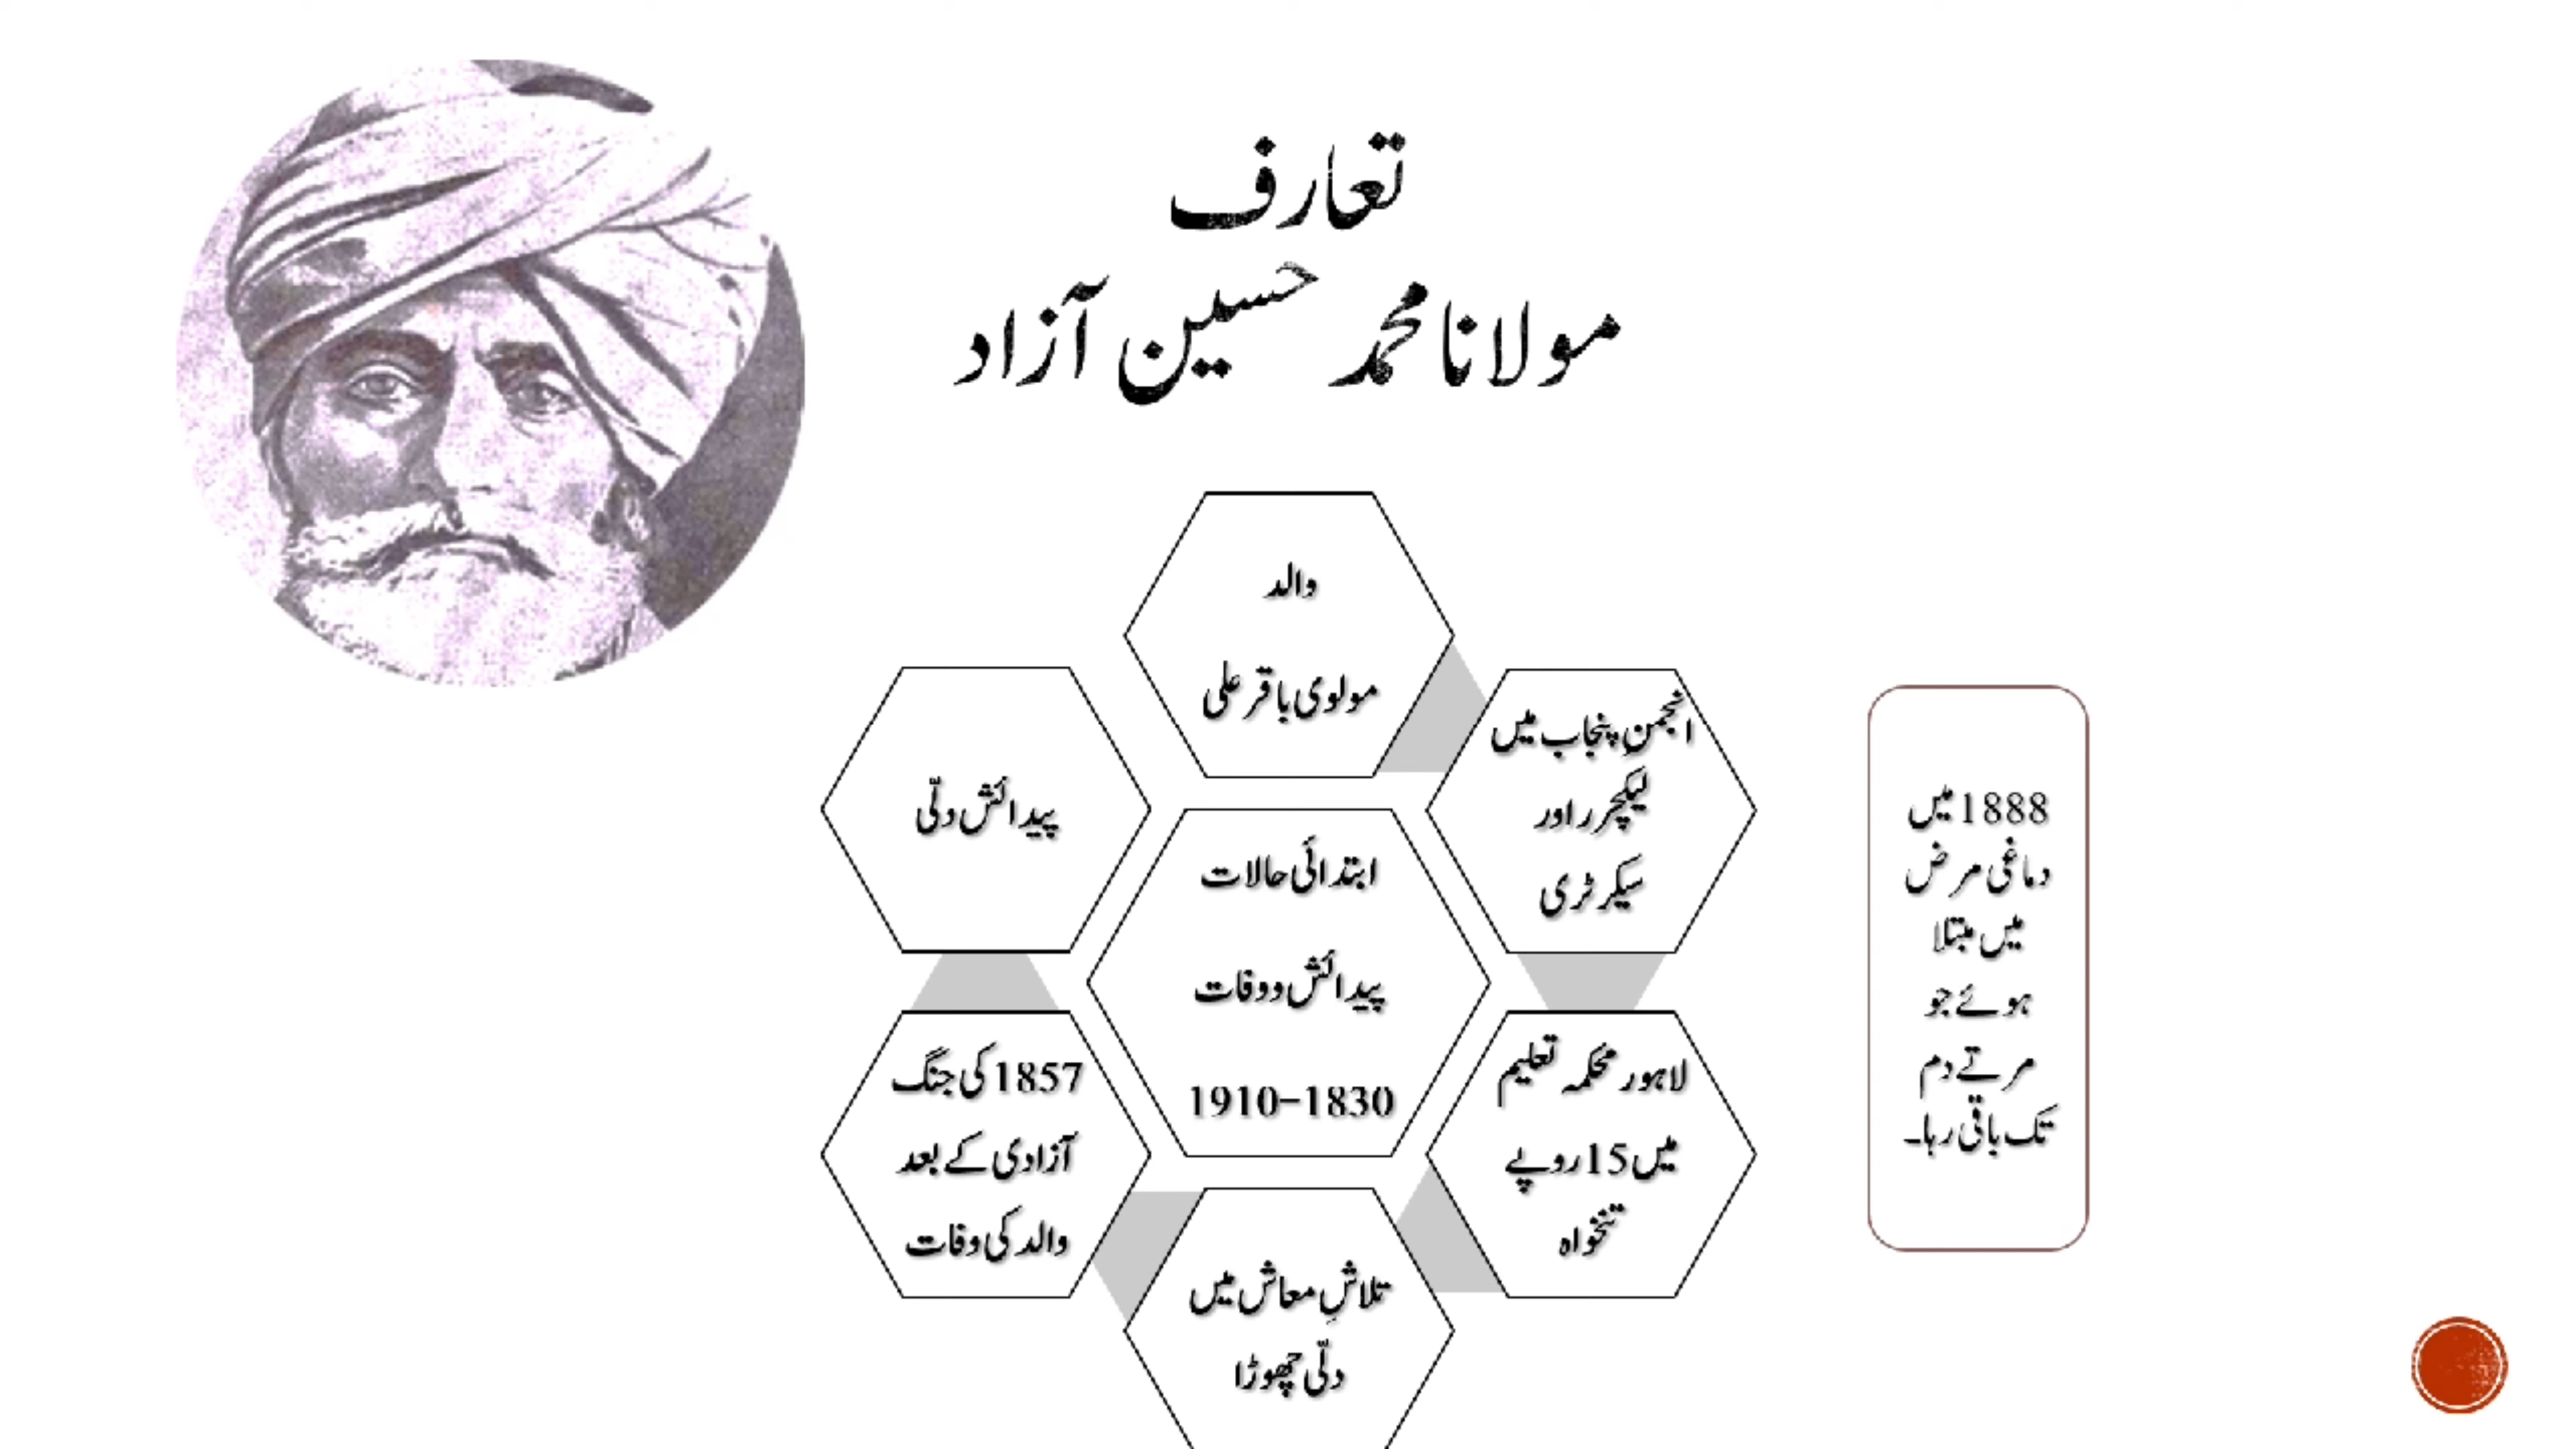 تعارف
مولانا محمد حسین آزاد
والد
مولوی باقر علی
انجمنِ پنجاب میں
لیکچرر اور
سیکرٹری
لاہور محکمہ تعلیم
میں 15 روپے
تنخواہ
تلاشِ معاش میں
دلّی چھوڑا
1857 کی جنگ
آزادی کے بعد
والد کی وفات
پیدائش دلّی
ابتدائی حالات
پیدائش و وفات
1830-1910
1888 میں
دماغی مرض
میں مبتلا
ہوئے جو
مرتے دم
تک باقی رہا۔